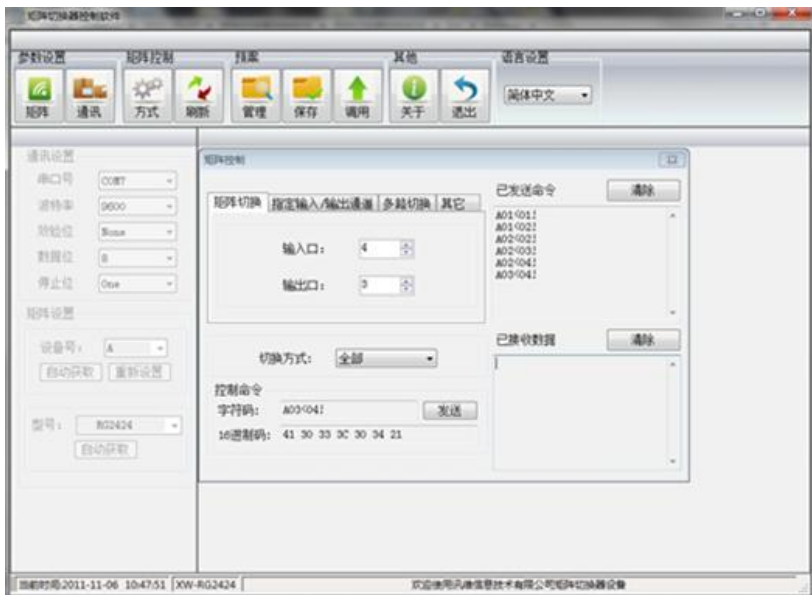 矩阵切换器控制软件
参数设置 矩阵控制 预案 其他 语言设置
矩阵 通讯 方式 刷新 管理 保存 调用 关于 退出 简体中文
通讯设置
串口号 COM7
波特率 9600
效验位 None
数据位 8
停止位 One
矩阵设置
设备号: A
自动获取 重新设置
型号: RG2424
自动获取
矩阵控制
矩阵切换 指定输入/输出通道 多路切换 其它
输入口: 4
输出口: 3
切换方式: 全部
控制命令
字符码: A03<04! 发送
16进制码: 41 30 33 3C 30 34 21
已发送命令 清除
A01<01!
A01<02!
A02<02!
A02<03!
A02<04!
A03<04!
已接收数据 清除
当前时间:2011-11-06 10:47:51 XW-RG2424 欢迎使用讯维信息技术有限公司矩阵切换器设备